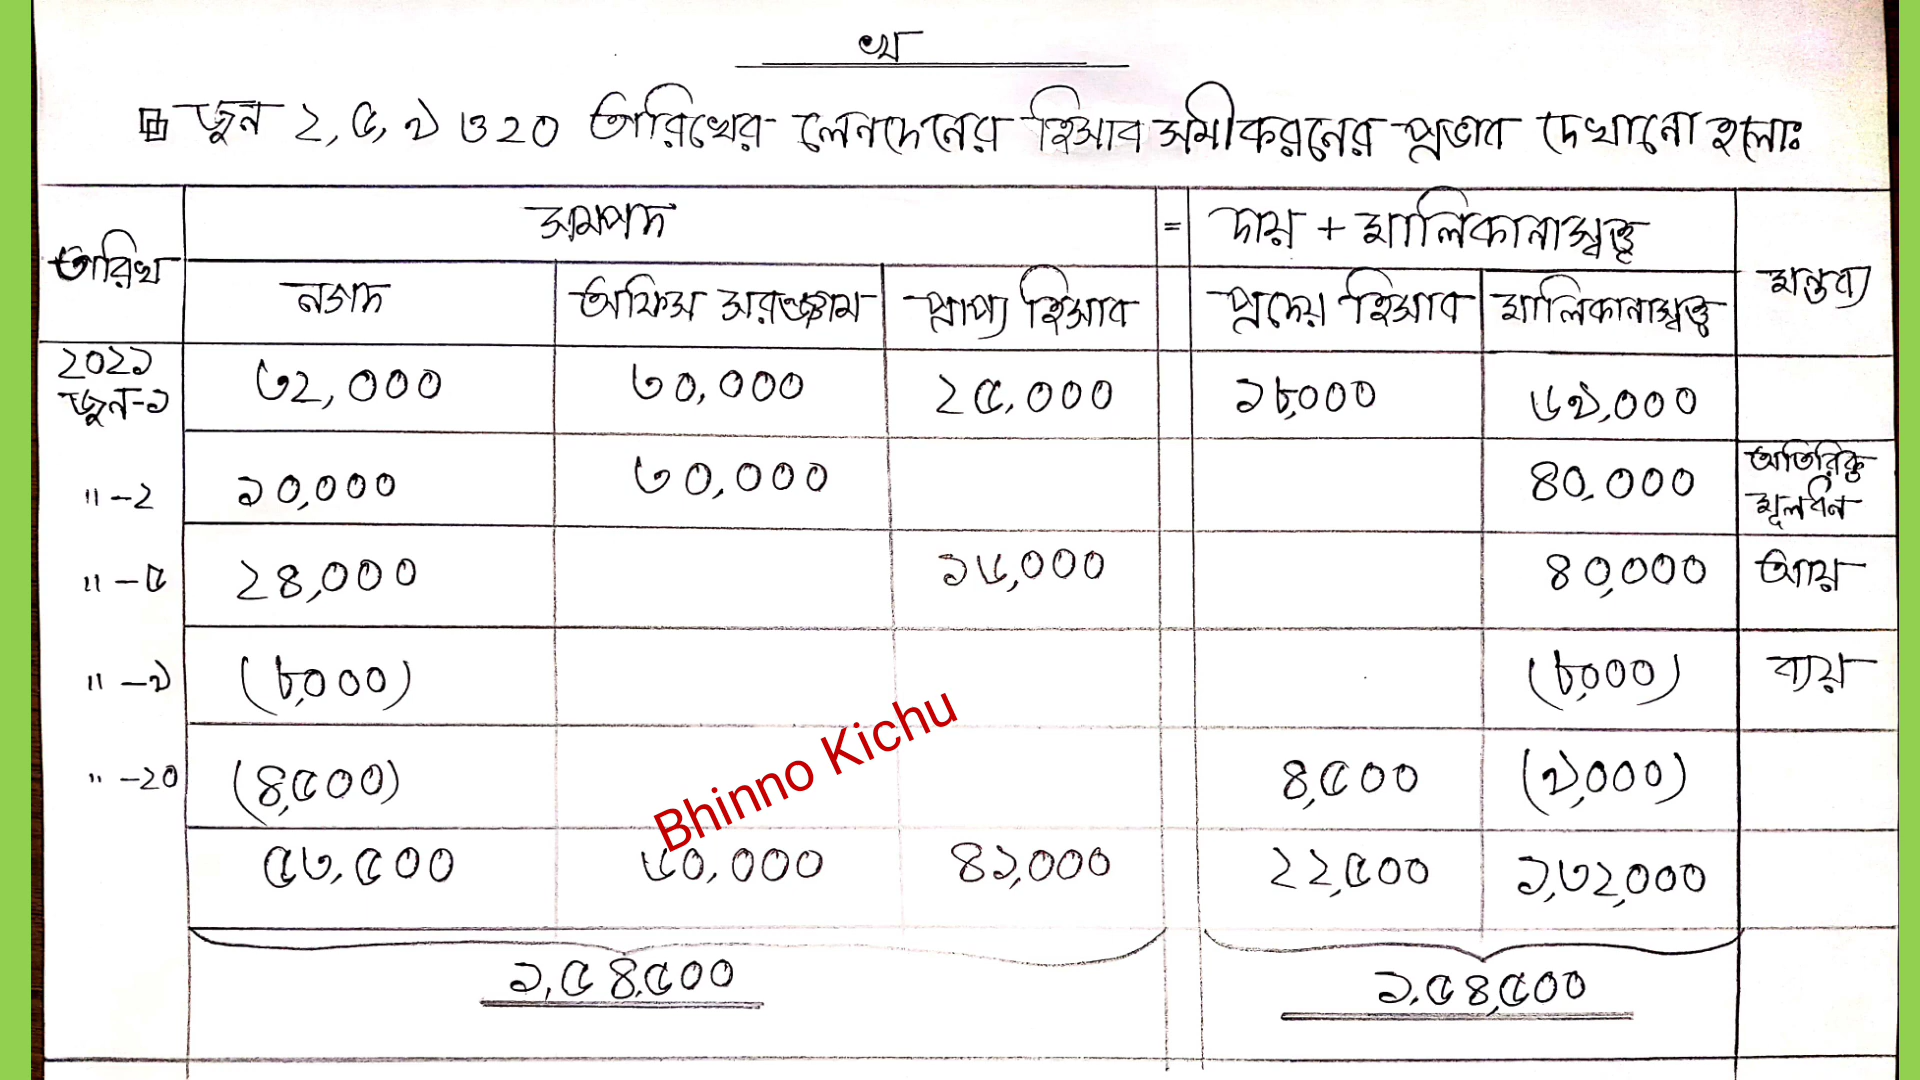 খ
জুন ২, ৫, ৯ ও ২০ তারিখের লেনদেনের হিসাব সমীকরনের প্রভাব দেখানো হলোঃ
তারিখ সম্পদ = দায় + মালিকানাস্বত্ত্ব মন্তব্য
নগদ অফিস সরঞ্জাম প্রাপ্য হিসাব প্রদেয় হিসাব মালিকানাস্বত্ত্ব
২০২১
জুন-১ ৩২,০০০ ৩০,০০০ ২৫,০০০ ১৮,০০০ ৬৯,০০০
" -২ ১০,০০০ ৩০,০০০ ৪০,০০০ অতিরিক্ত
মূলধন
" -৫ ২৪,০০০ ১৬,০০০ ৪০,০০০ আয়
" -৯ (৮,০০০) (৮,০০০) ব্যয়
" -২০ (৪,৫০০) ৪,৫০০ (৯,০০০)
Bhinno Kichu
৫৩,৫০০ ৬০,০০০ ৪১,০০০ ২২,৫০০ ১,৩২,০০০
১,৫৪,৫০০ ১,৫৪,৫০০